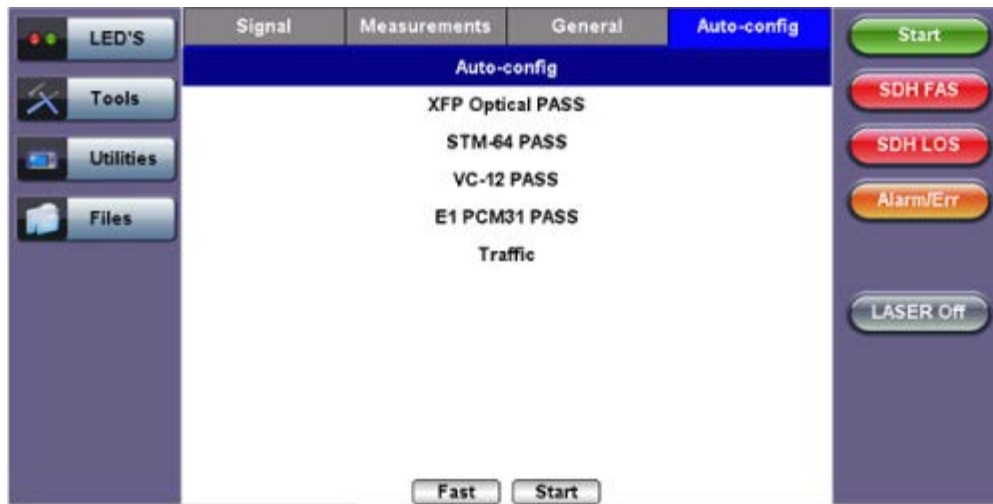 LED'S
Tools
Utilities
Files
Signal Measurements General Auto-config
Auto-config
XFP Optical PASS
STM-64 PASS
VC-12 PASS
E1 PCM31 PASS
Traffic
Fast Start
Start
SDH FAS
SDH LOS
Alarm/Err
LASER Off